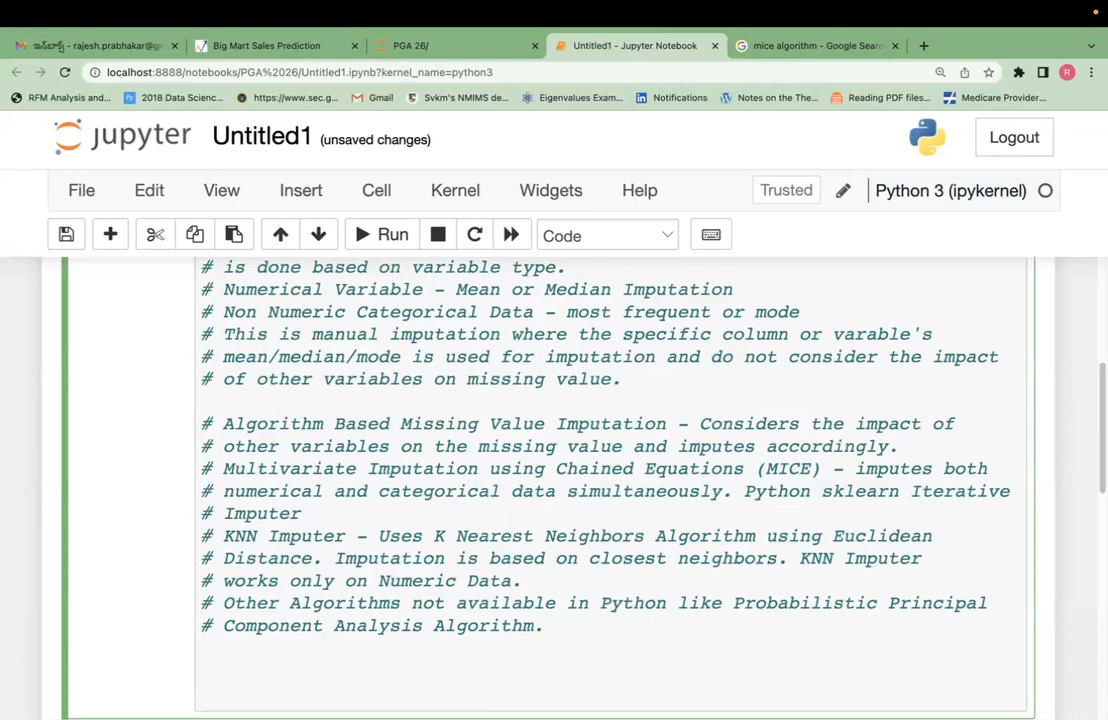 ఇన్‌బాక్స్ - rajesh.prabhakar@g
Big Mart Sales Prediction
PGA 26/
Untitled1 - Jupyter Notebook
mice algorithm - Google Searc
localhost:8888/notebooks/PGA%2026/Untitled1.ipynb?kernel_name=python3
R
RFM Analysis and...
2018 Data Scienc...
https://www.sec.g...
Gmail
Svkm's NMIMS de...
Eigenvalues Exam...
Notifications
Notes on the The...
Reading PDF files...
Medicare Provider...
jupyter Untitled1 (unsaved changes)
Logout
File Edit View Insert Cell Kernel Widgets Help
Trusted
Python 3 (ipykernel)
Run
Code
# is done based on variable type.
# Numerical Variable - Mean or Median Imputation
# Non Numeric Categorical Data - most frequent or mode
# This is manual imputation where the specific column or varable's
# mean/median/mode is used for imputation and do not consider the impact
# of other variables on missing value.
# Algorithm Based Missing Value Imputation - Considers the impact of
# other variables on the missing value and imputes accordingly.
# Multivariate Imputation using Chained Equations (MICE) - imputes both
# numerical and categorical data simultaneously. Python sklearn Iterative
# Imputer
# KNN Imputer - Uses K Nearest Neighbors Algorithm using Euclidean
# Distance. Imputation is based on closest neighbors. KNN Imputer
# works only on Numeric Data.
# Other Algorithms not available in Python like Probabilistic Principal
# Component Analysis Algorithm.